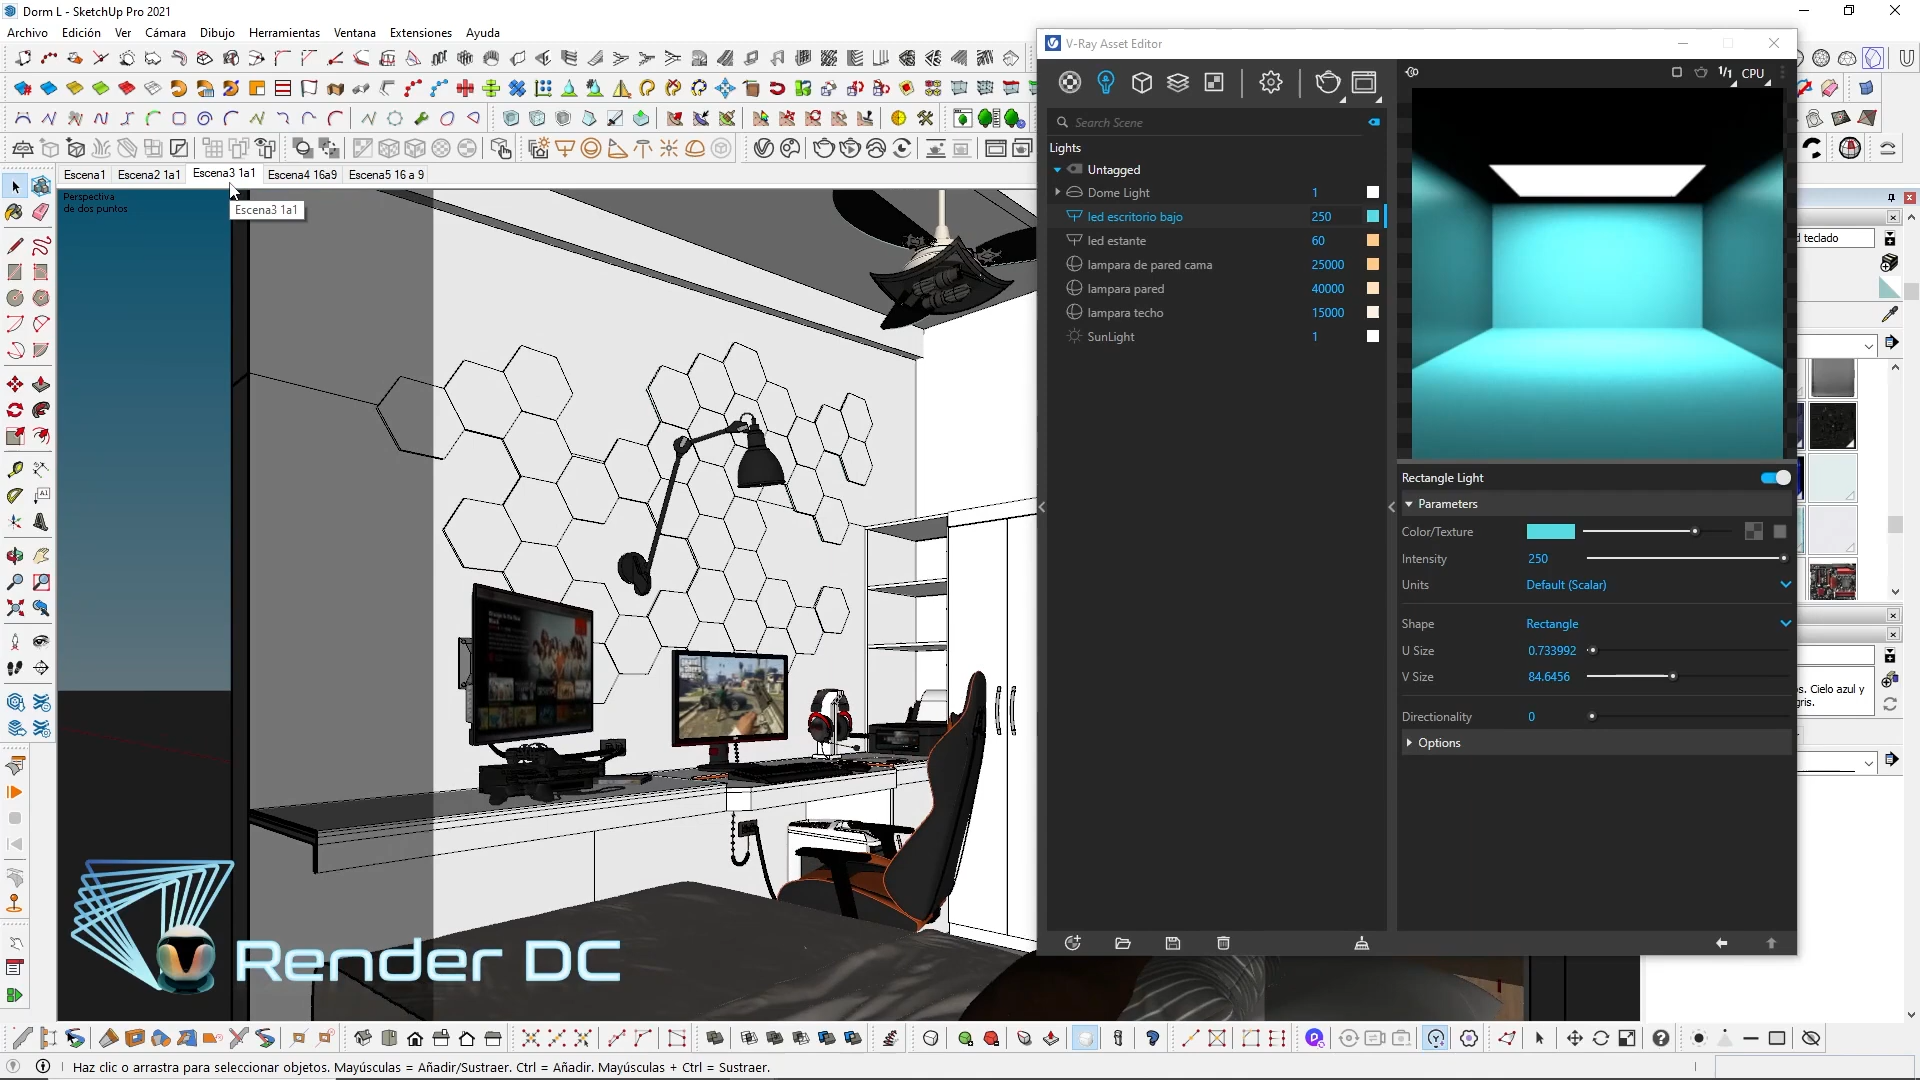 Dorm L - SketchUp Pro 2021
Archivo Edición Ver Cámara Dibujo Herramientas Ventana Extensiones Ayuda
Escena1 Escena2 1a1 Escena3 1a1 Escena4 16a9 Escena5 16 a 9
Perspectiva
de dos puntos
Escena3 1a1
V-Ray Asset Editor
1/1 CPU
Search Scene
Lights
Untagged
Dome Light 1
led escritorio bajo 250
led estante 60
lampara de pared cama 25000
lampara pared 40000
lampara techo 15000
SunLight 1
Rectangle Light
Parameters
Color/Texture
Intensity 250
Units Default (Scalar)
Shape Rectangle
U Size 0.733992
V Size 84.6456
Directionality 0
Options
d teclado
s. Cielo azul y
gris.
A1
Render DC
Haz clic o arrastra para seleccionar objetos. Mayúsculas = Añadir/Sustraer. Ctrl = Añadir. Mayúsculas + Ctrl = Sustraer.